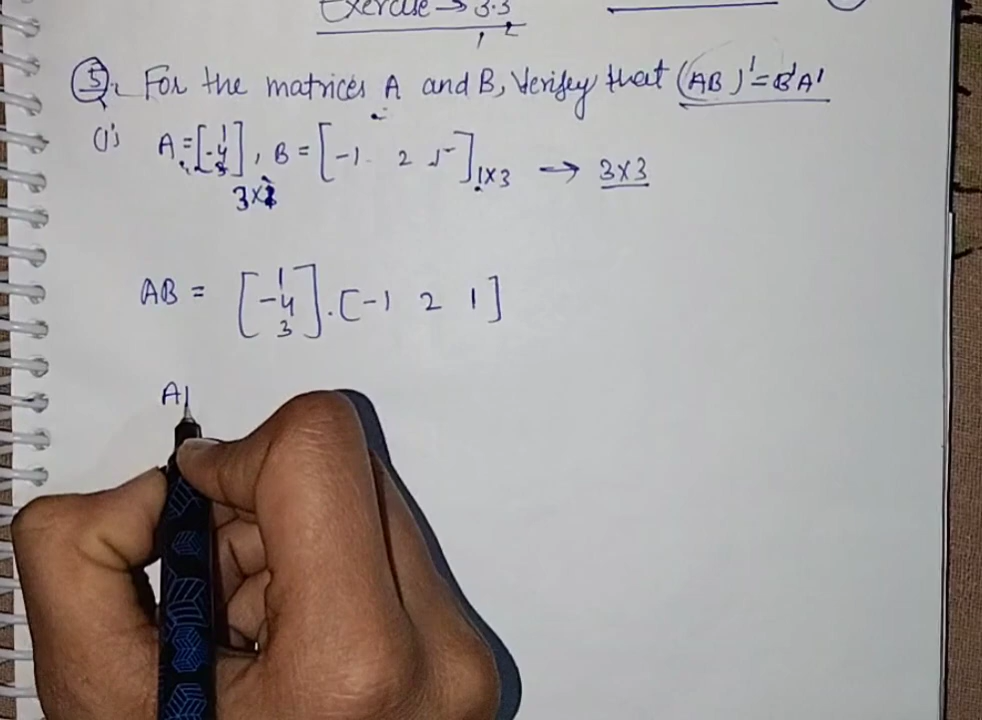 Exercise → 3.3
5. For the matrices A and B, Verifey that (AB)' = B'A'
(i) A = [1 -4 3] 3×1, B = [-1 2 1] 1×3 → 3×3
AB = [1 -4 3] . [-1 2 1]
A